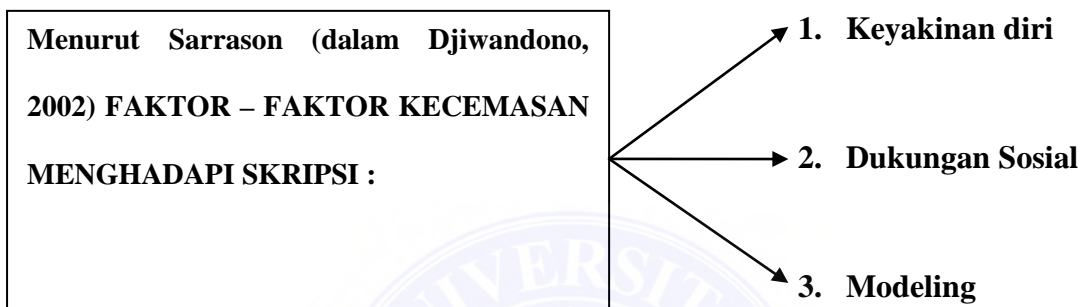 Menurut Sarrason (dalam Djiwandono,
2002) FAKTOR – FAKTOR KECEMASAN
MENGHADAPI SKRIPSI :
1. Keyakinan diri
2. Dukungan Sosial
3. Modeling